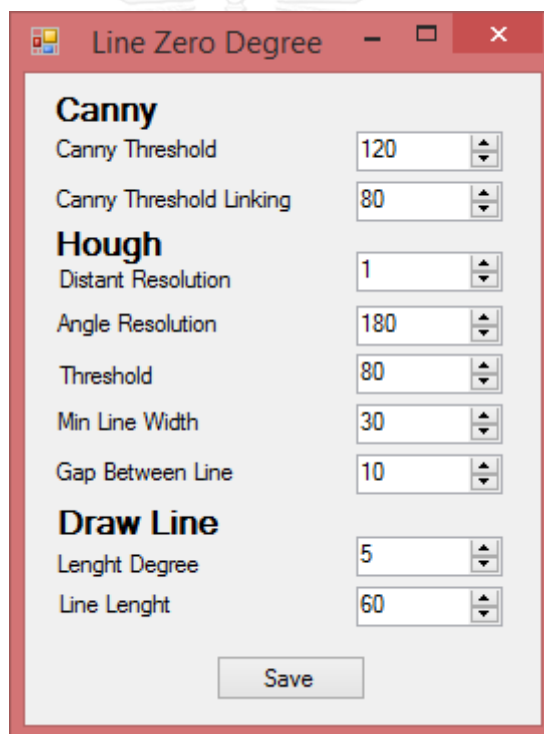 Line Zero Degree
Canny
Canny Threshold 120
Canny Threshold Linking 80
Hough
Distant Resolution 1
Angle Resolution 180
Threshold 80
Min Line Width 30
Gap Between Line 10
Draw Line
Lenght Degree 5
Line Lenght 60
Save